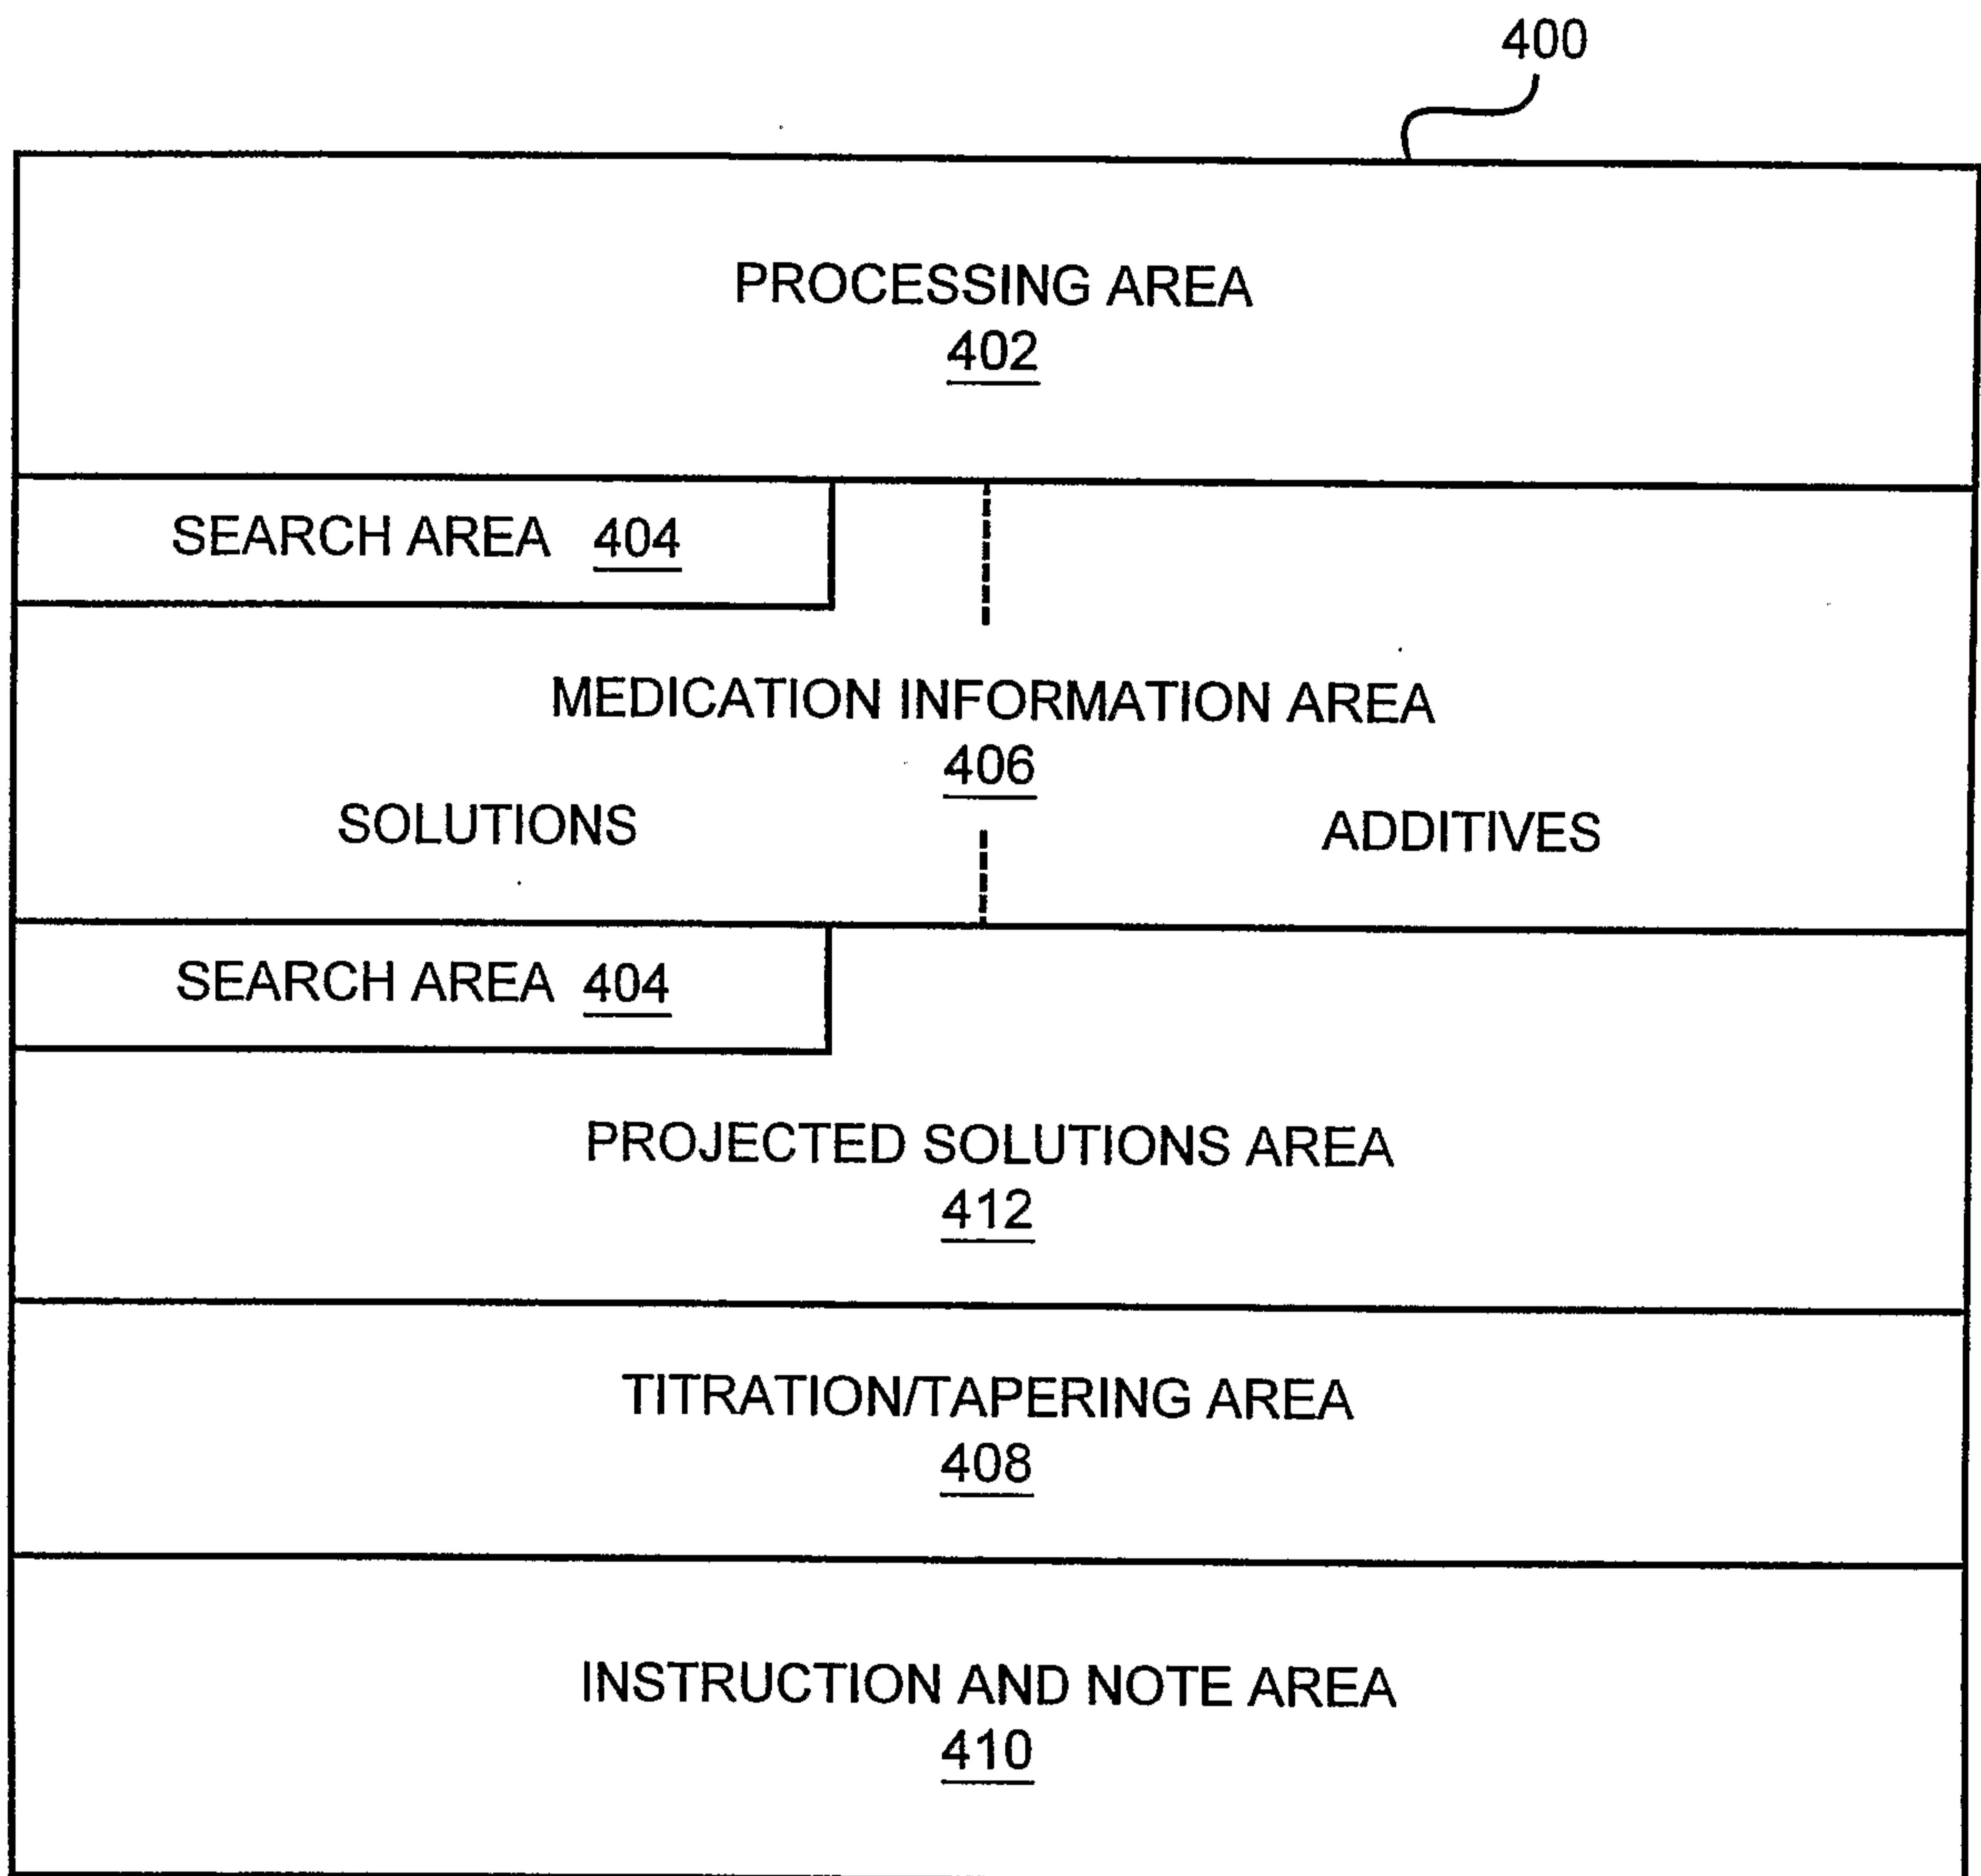 400
PROCESSING AREA
402
SEARCH AREA 404
MEDICATION INFORMATION AREA
406
SOLUTIONS
ADDITIVES
SEARCH AREA 404
PROJECTED SOLUTIONS AREA
412
TITRATION/TAPERING AREA
408
INSTRUCTION AND NOTE AREA
410